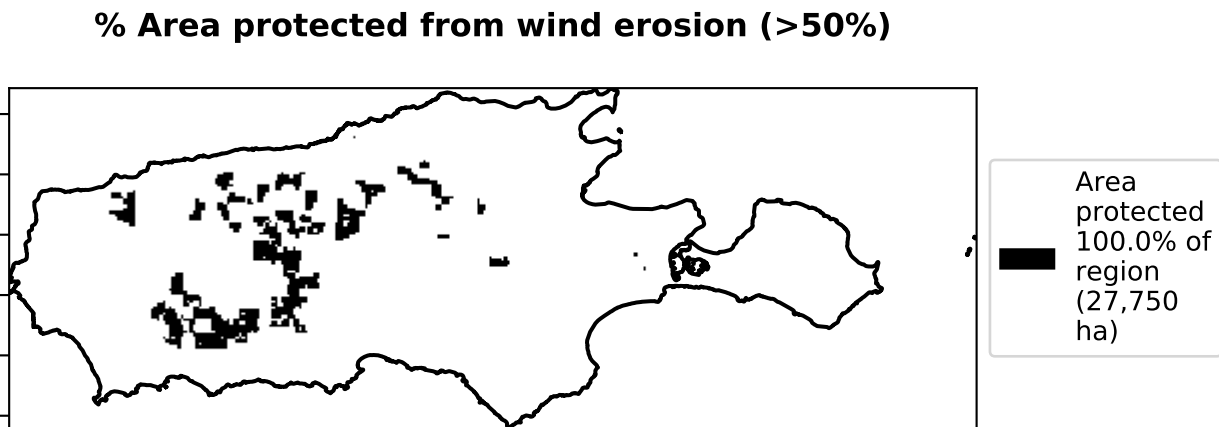 % Area protected from wind erosion (>50%)
Area
protected
100.0% of
region
(27,750
ha)